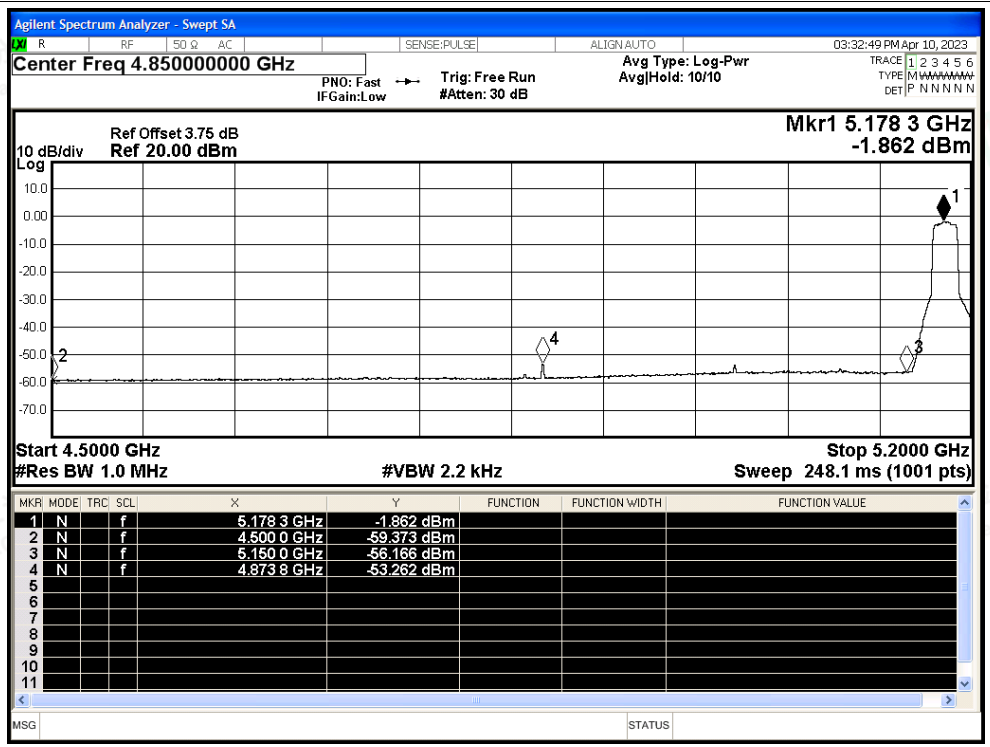 Agilent Spectrum Analyzer - Swept SA
LXI R RF 50 Ω AC SENSE:PULSE ALIGN AUTO 03:32:49 PM Apr 10, 2023
Center Freq 4.850000000 GHz Avg Type: Log-Pwr TRACE 1 2 3 4 5 6
PNO: Fast Trig: Free Run Avg|Hold: 10/10 TYPE M WWWWW
IFGain:Low #Atten: 30 dB DET P N N N N N
Mkr1 5.178 3 GHz
Ref Offset 3.75 dB
10 dB/div Ref 20.00 dBm -1.862 dBm
Log
10.0
1
0.00
-10.0
-20.0
-30.0
-40.0
4
3
-50.0
2
-60.0
-70.0
Start 4.5000 GHz Stop 5.2000 GHz
#Res BW 1.0 MHz #VBW 2.2 kHz Sweep 248.1 ms (1001 pts)
MKR MODE TRC SCL X Y FUNCTION FUNCTION WIDTH FUNCTION VALUE
1 N f 5.178 3 GHz -1.862 dBm
2 N f 4.500 0 GHz -59.373 dBm
3 N f 5.150 0 GHz -56.166 dBm
4 N f 4.873 8 GHz -53.262 dBm
5
6
7
8
9
10
11
MSG STATUS